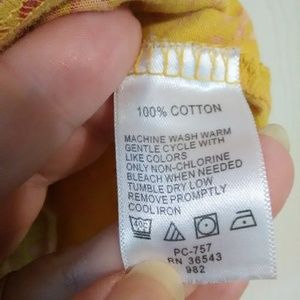 100% COTTON
MACHINE WASH WARM
GENTLE CYCLE WITH
LIKE COLORS
ONLY NON-CHLORINE
BLEACH WHEN NEEDED
TUMBLE DRY LOW
REMOVE PROMPTLY
COOL IRON
40°
PC-757
RN 36543
982